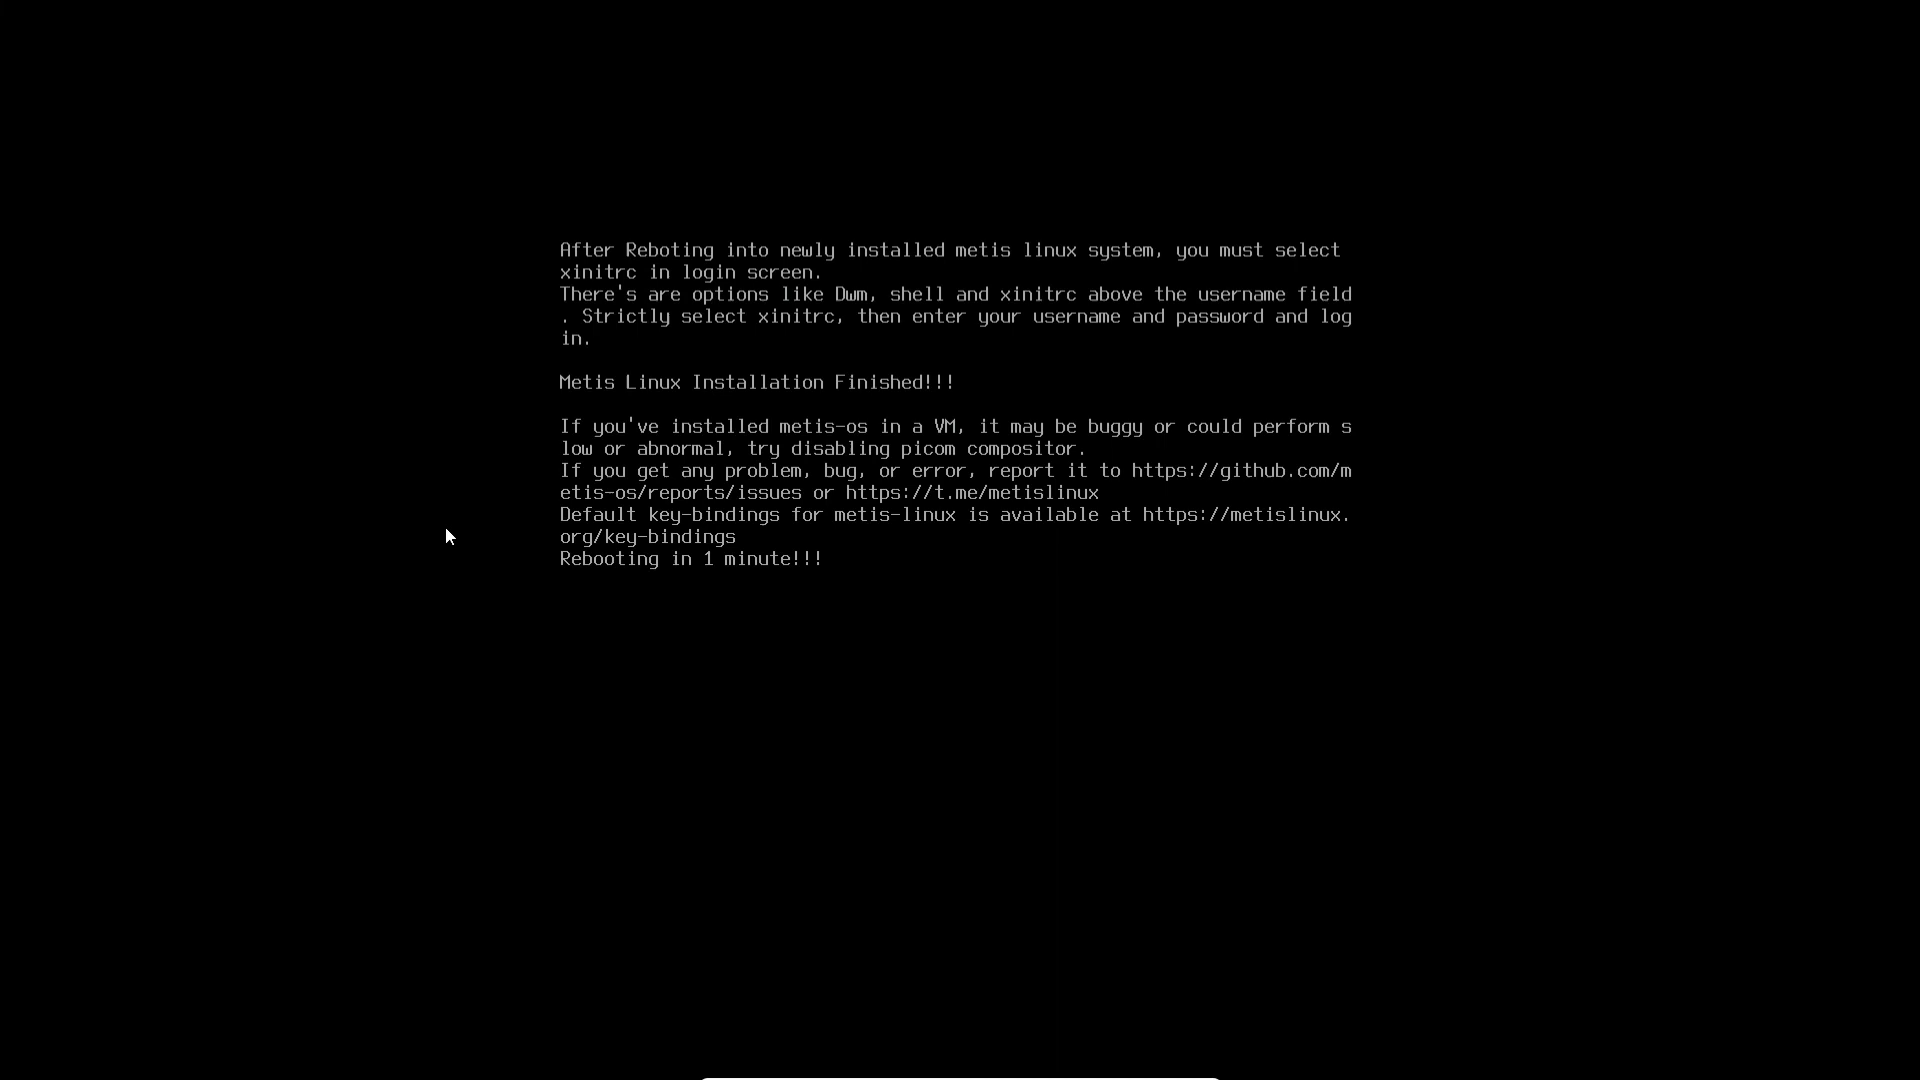 After Reboting into newly installed metis linux system, you must select
xinitrc in login screen.
There's are options like Dwm, shell and xinitrc above the username field
. Strictly select xinitrc, then enter your username and password and log
in.
Metis Linux Installation Finished!!!
If you've installed metis-os in a VM, it may be buggy or could perform s
low or abnormal, try disabling picom compositor.
If you get any problem, bug, or error, report it to https://github.com/m
etis-os/reports/issues or https://t.me/metislinux
Default key-bindings for metis-linux is available at https://metislinux.
org/key-bindings
Rebooting in 1 minute!!!